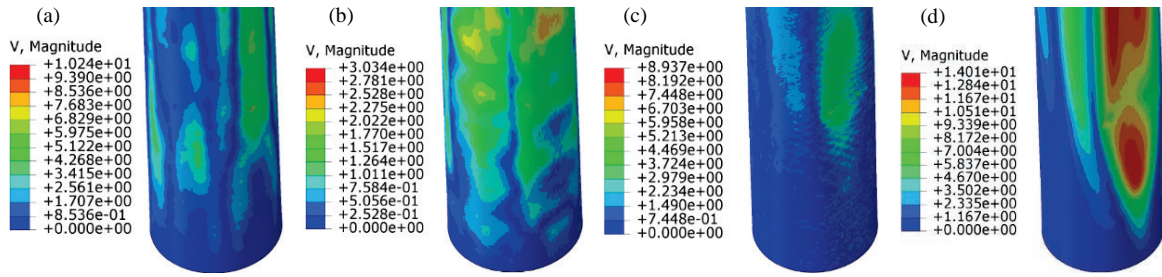 (a)
V, Magnitude
+1.024e+01
+9.390e+00
+8.536e+00
+7.683e+00
+6.829e+00
+5.975e+00
+5.122e+00
+4.268e+00
+3.415e+00
+2.561e+00
+1.707e+00
+8.536e-01
+0.000e+00
(b)
V, Magnitude
+3.034e+00
+2.781e+00
+2.528e+00
+2.275e+00
+2.022e+00
+1.770e+00
+1.517e+00
+1.264e+00
+1.011e+00
+7.584e-01
+5.056e-01
+2.528e-01
+0.000e+00
(c)
V, Magnitude
+8.937e+00
+8.192e+00
+7.448e+00
+6.703e+00
+5.958e+00
+5.213e+00
+4.469e+00
+3.724e+00
+2.979e+00
+2.234e+00
+1.490e+00
+7.448e-01
+0.000e+00
(d)
V, Magnitude
+1.401e+01
+1.284e+01
+1.167e+01
+1.051e+01
+9.339e+00
+8.172e+00
+7.004e+00
+5.837e+00
+4.670e+00
+3.502e+00
+2.335e+00
+1.167e+00
+0.000e+00